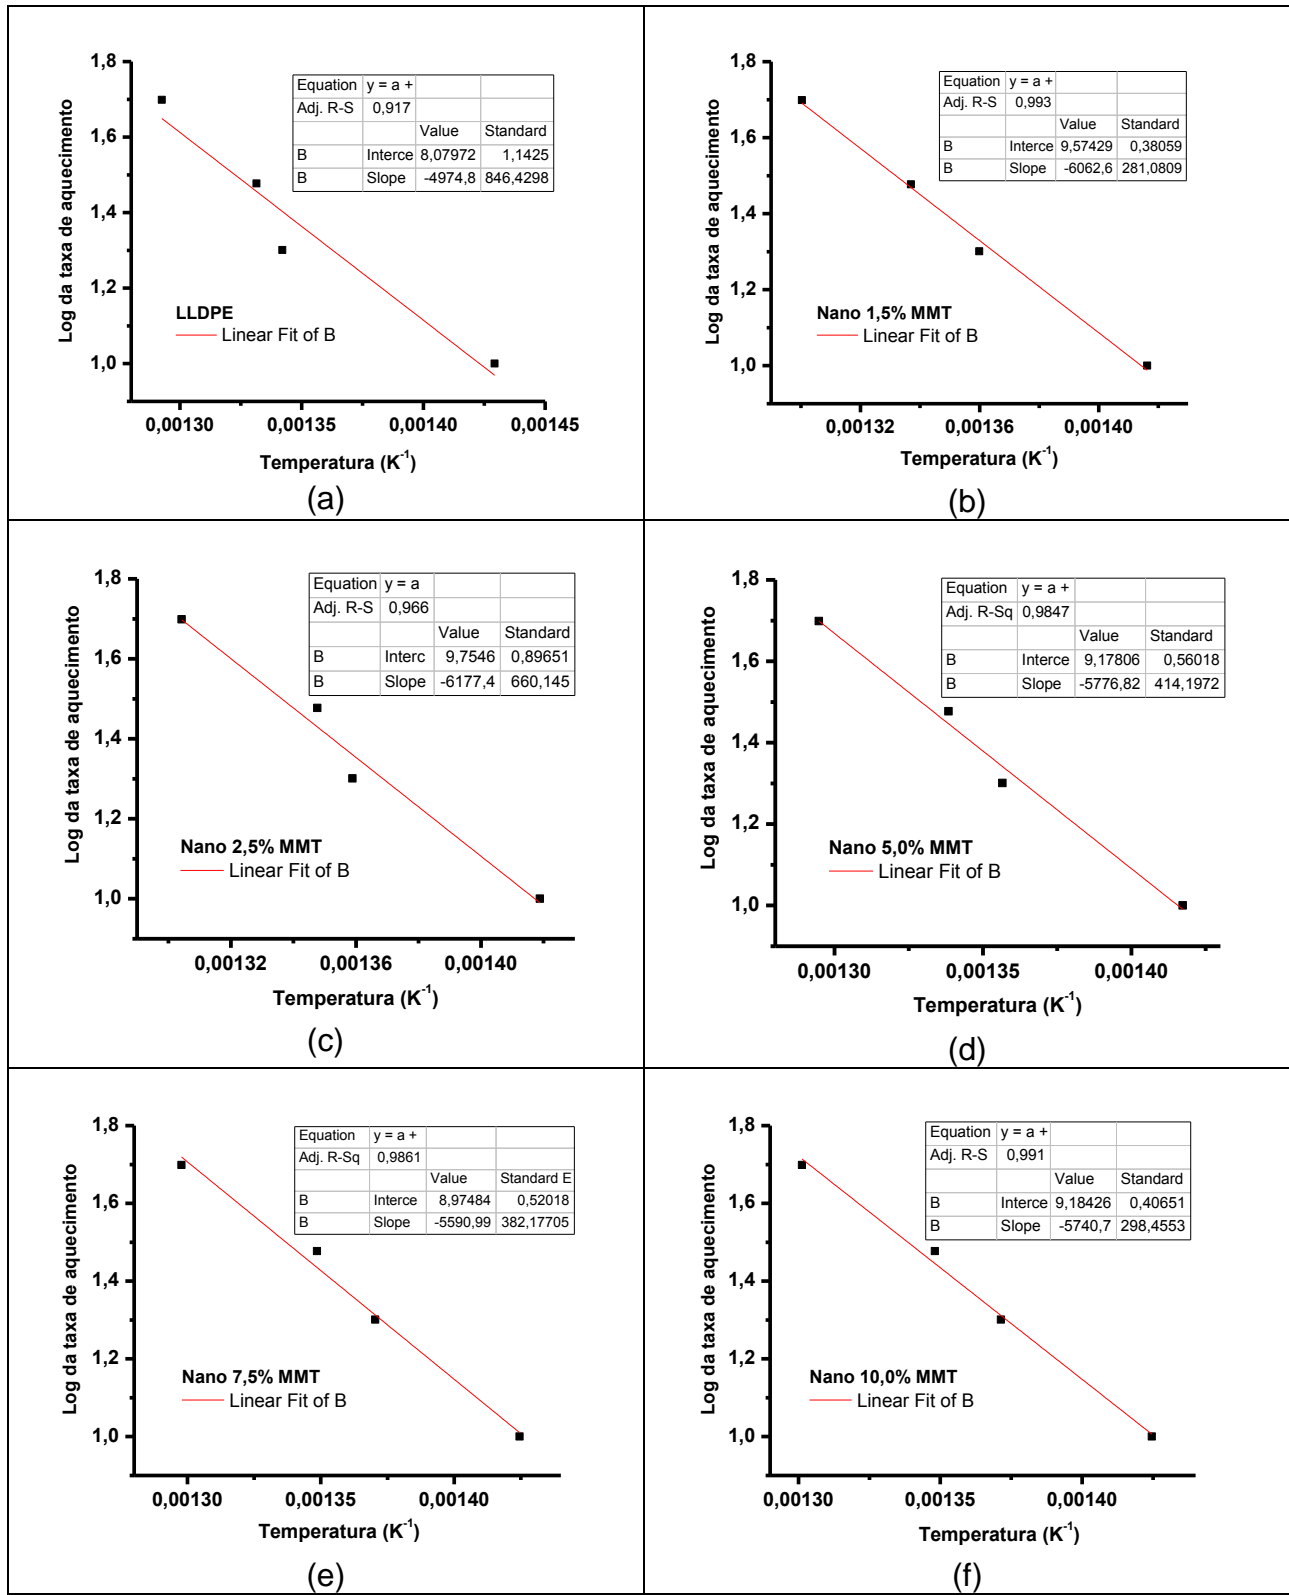 1,8
1,6
1,4
1,2
1,0
Log da taxa de aquecimento
Equation y = a +
Adj. R-S 0,917
Value Standard
B Interce 8,07972 1,1425
B Slope -4974,8 846,4298
LLDPE
Linear Fit of B
0,00130 0,00135 0,00140 0,00145
Temperatura (K⁻¹)
(a)
1,8
1,6
1,4
1,2
1,0
Log da taxa de aquecimento
Equation y = a +
Adj. R-S 0,993
Value Standard
B Interce 9,57429 0,38059
B Slope -6062,6 281,0809
Nano 1,5% MMT
Linear Fit of B
0,00132 0,00136 0,00140
Temperatura (K⁻¹)
(b)
1,8
1,6
1,4
1,2
1,0
Log da taxa de aquecimento
Equation y = a
Adj. R-S 0,966
Value Standard
B Interc 9,7546 0,89651
B Slope -6177,4 660,145
Nano 2,5% MMT
Linear Fit of B
0,00132 0,00136 0,00140
Temperatura (K⁻¹)
(c)
1,8
1,6
1,4
1,2
1,0
Log da taxa de aquecimento
Equation y = a +
Adj. R-Sq 0,9847
Value Standard
B Interce 9,17806 0,56018
B Slope -5776,82 414,1972
Nano 5,0% MMT
Linear Fit of B
0,00130 0,00135 0,00140
Temperatura (K⁻¹)
(d)
1,8
1,6
1,4
1,2
1,0
Log da taxa de aquecimento
Equation y = a +
Adj. R-Sq 0,9861
Value Standard E
B Interce 8,97484 0,52018
B Slope -5590,99 382,17705
Nano 7,5% MMT
Linear Fit of B
0,00130 0,00135 0,00140
Temperatura (K⁻¹)
(e)
1,8
1,6
1,4
1,2
1,0
Log da taxa de aquecimento
Equation y = a +
Adj. R-S 0,991
Value Standard
B Interce 9,18426 0,40651
B Slope -5740,7 298,4553
Nano 10,0% MMT
Linear Fit of B
0,00130 0,00135 0,00140
Temperatura (K⁻¹)
(f)